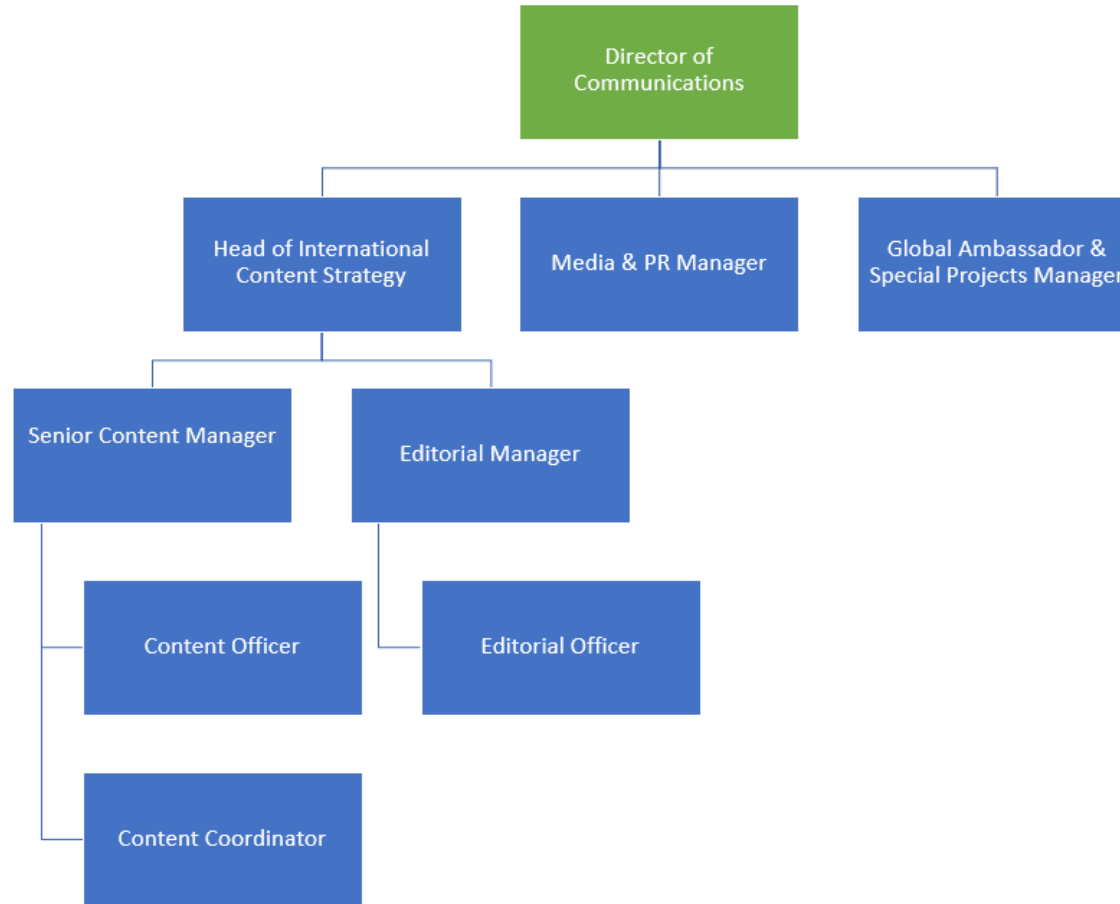 Director of
Communications
Head of International
Content Strategy
Media & PR Manager
Global Ambassador &
Special Projects Manager
Senior Content Manager
Editorial Manager
Content Officer
Editorial Officer
Content Coordinator